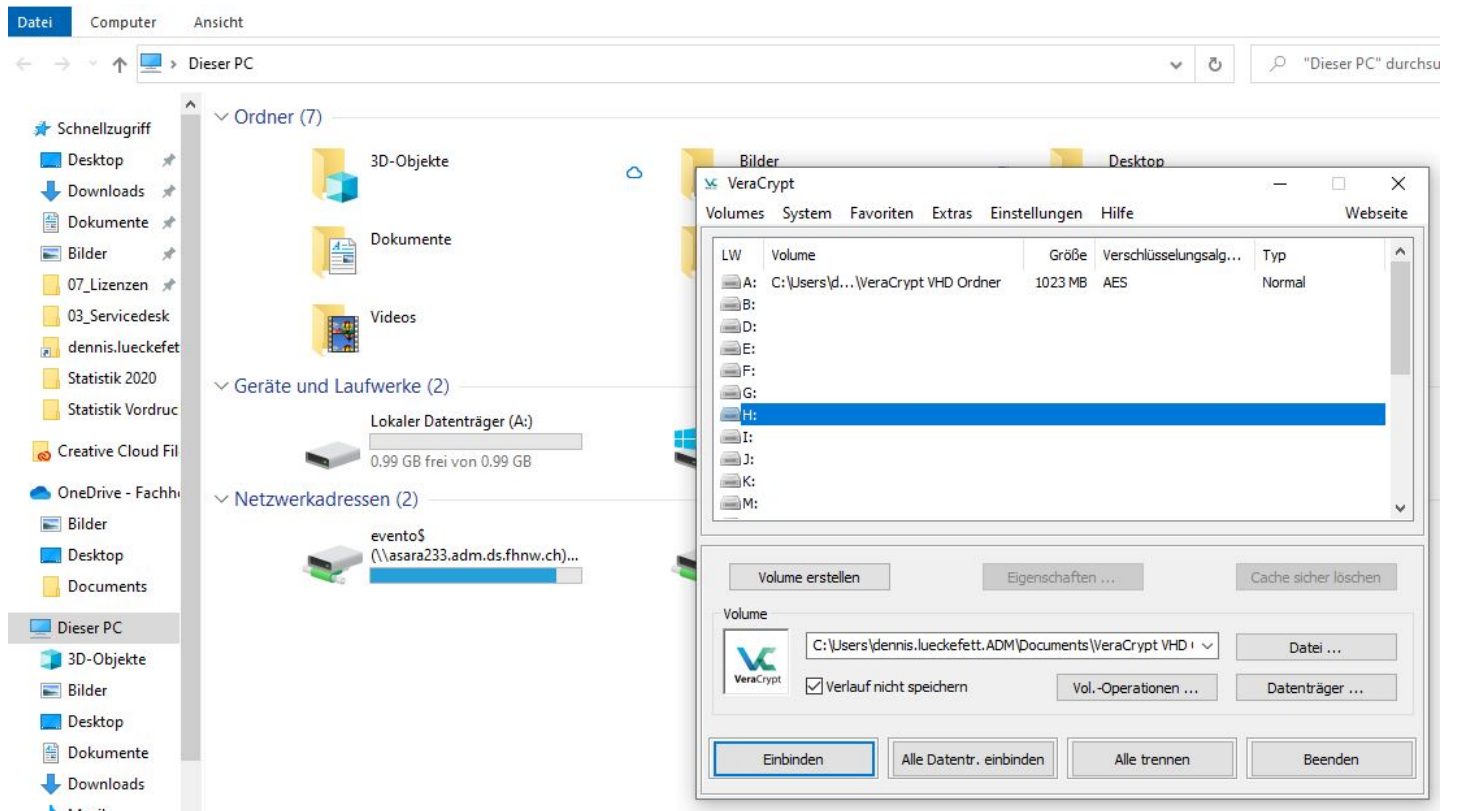 Datei Computer Ansicht
Dieser PC
"Dieser PC" durchsu
Schnellzugriff
Desktop
Downloads
Dokumente
Bilder
07_Lizenzen
03_Servicedesk
dennis.lueckefet
Statistik 2020
Statistik Vordruc
Creative Cloud Fil
OneDrive - Fachh
Bilder
Desktop
Documents
Dieser PC
3D-Objekte
Bilder
Desktop
Dokumente
Downloads
Ordner (7)
3D-Objekte
Bilder
Desktop
Dokumente
Videos
Geräte und Laufwerke (2)
Lokaler Datenträger (A:)
0.99 GB frei von 0.99 GB
Netzwerkadressen (2)
evento$
(\\asara233.adm.ds.fhnw.ch)...
VeraCrypt
Volumes System Favoriten Extras Einstellungen Hilfe Webseite
LW Volume Größe Verschlüsselungsalg... Typ
A: C:\Users\d...\VeraCrypt VHD Ordner 1023 MB AES Normal
B:
D:
E:
F:
G:
H:
I:
J:
K:
M:
Volume erstellen Eigenschaften ... Cache sicher löschen
Volume
C:\Users\dennis.lueckefett.ADM\Documents\VeraCrypt VHD Datei ...
VeraCrypt
Verlauf nicht speichern Vol.-Operationen ... Datenträger ...
Einbinden Alle Datentr. einbinden Alle trennen Beenden